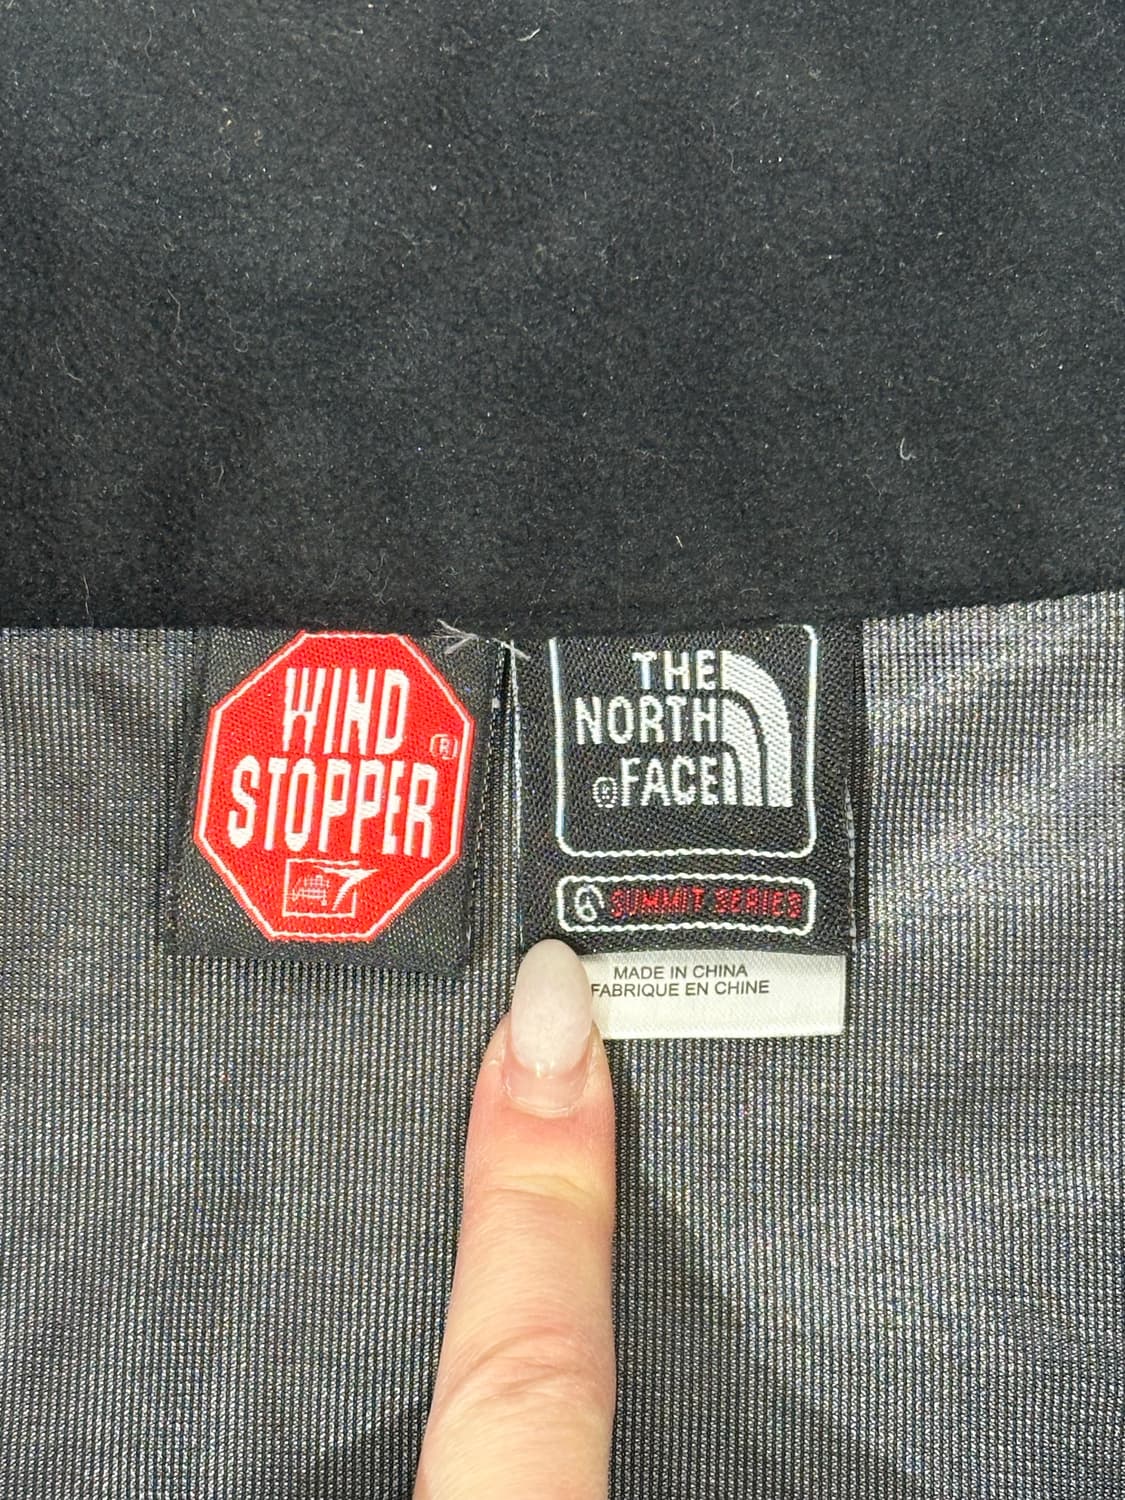 WIND
STOPPER®
THE
NORTH
®FACE
SUMMIT SERIES
MADE IN CHINA
FABRIQUE EN CHINE